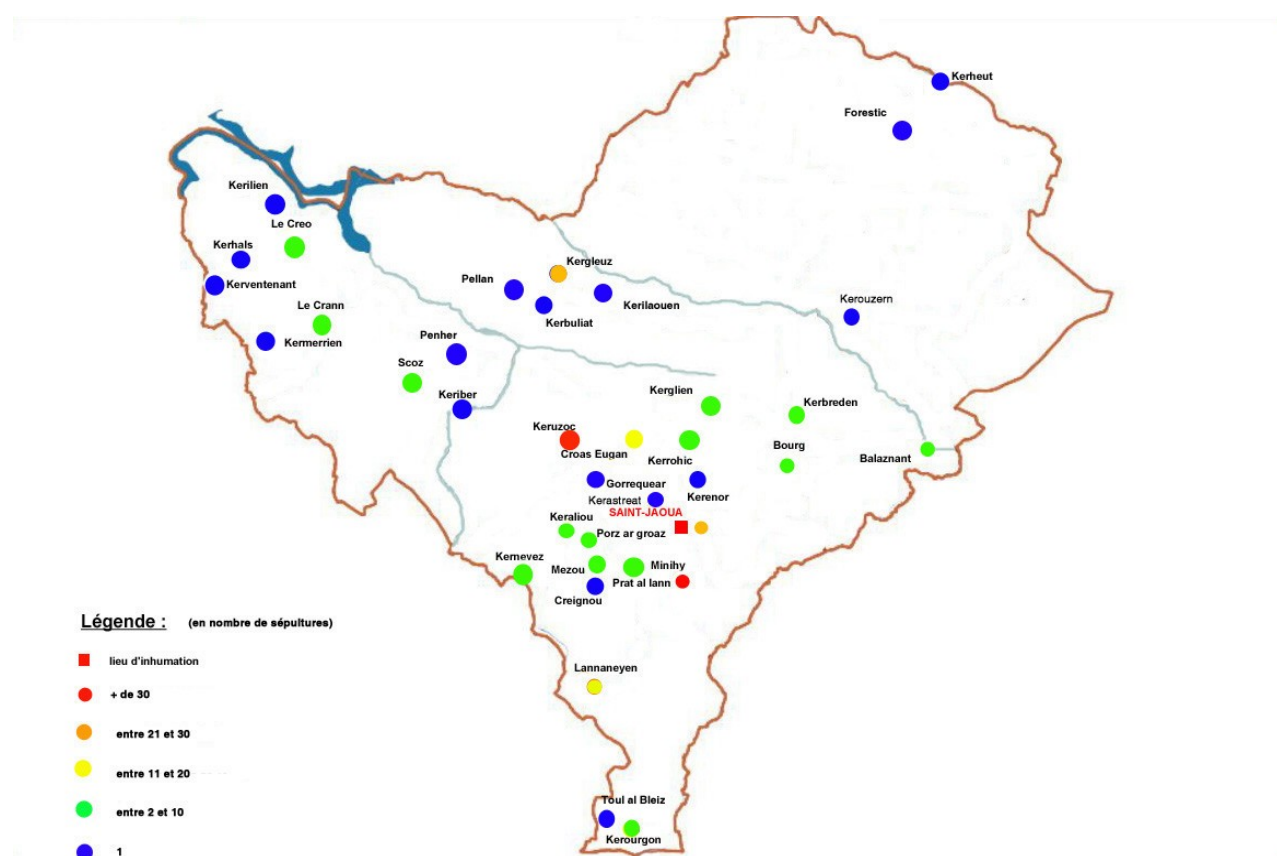 Kerheut
Forestic
Kerilien
Le Creo
Kerhals
Kergleuz
Kerventenant
Pellan
Kerilaouen
Kerouzern
Le Crann
Kerbuliat
Kermerrien
Penher
Scoz
Keriber
Kerglien
Kerbreden
Keruzoc
Croas Eugan
Kerrohic
Bourg
Balaznant
Gorrequear
Kerastreat
Kerenor
SAINT-JAOUA
Keraliou
Porz ar groaz
Kernevez
Mezou
Minihy
Prat al lann
Creignou
Lannaneyen
Toul al Bleiz
Kerourgon
Légende : (en nombre de sépultures)
lieu d'inhumation
+ de 30
entre 21 et 30
entre 11 et 20
entre 2 et 10
1